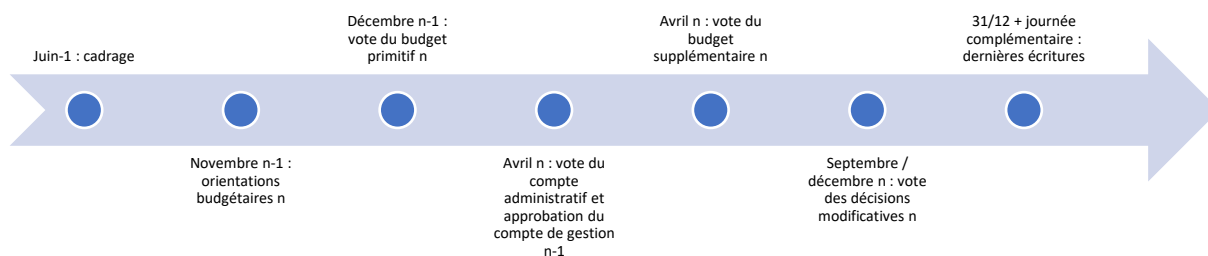 Juin-1 : cadrage
Novembre n-1 :
orientations
budgétaires n
Décembre n-1 :
vote du budget
primitif n
Avril n : vote du
compte
administratif et
approbation du
compte de gestion
n-1
Avril n : vote du
budget
supplémentaire n
Septembre /
décembre n : vote
des décisions
modificatives n
31/12 + journée
complémentaire :
dernières écritures